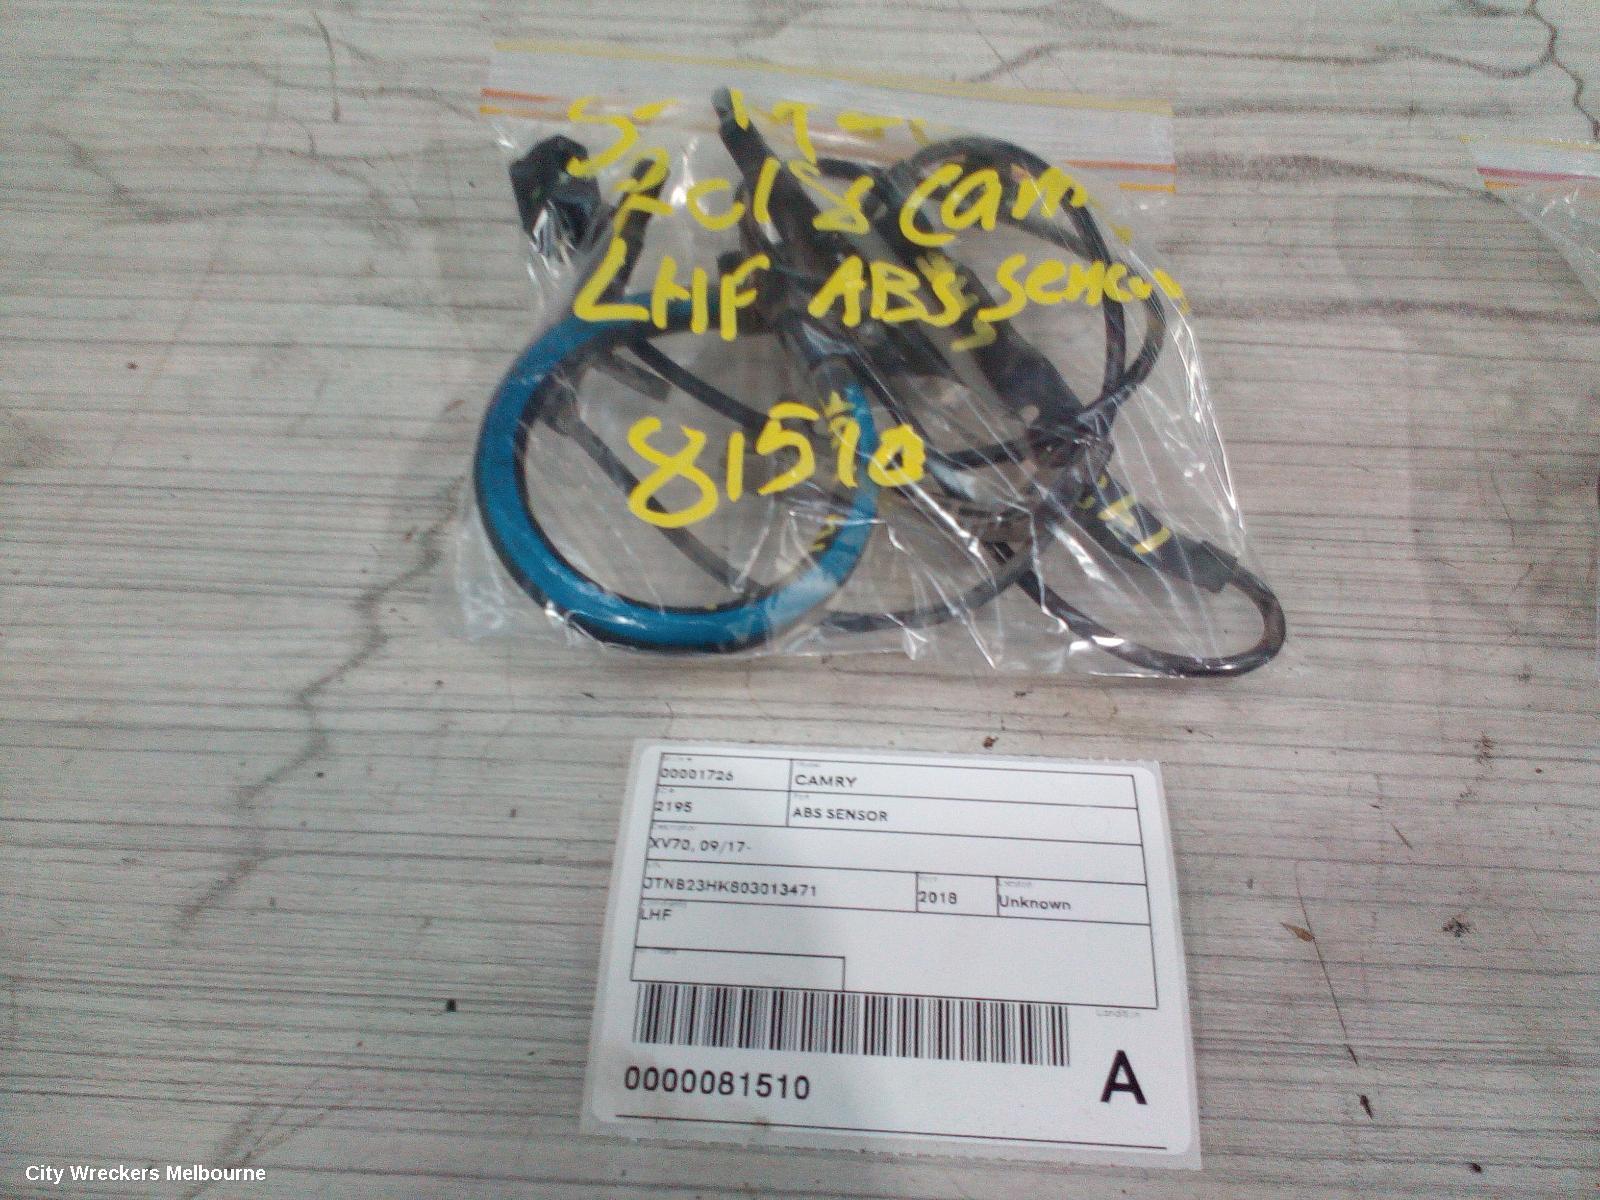 2018 Cam
LHF ABS Sensor
81510
00001726
CAMRY
2195
ABS SENSOR
XV70, 09/17-
JTNB23HK803013471
2018
Unknown
LHF
0000081510
A
City Wreckers Melbourne